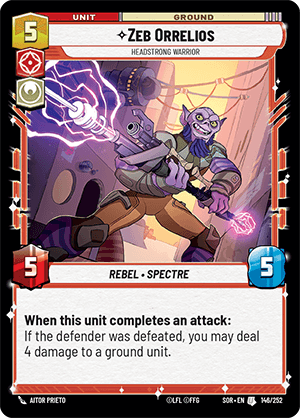 UNIT
GROUND
5
✧ZEB ORRELIOS
HEADSTRONG WARRIOR
5
5
REBEL • SPECTRE
When this unit completes an attack:
If the defender was defeated, you may deal
4 damage to a ground unit.
AITOR PRIETO
©LFL ©FFG
SOR • EN
U
146/252